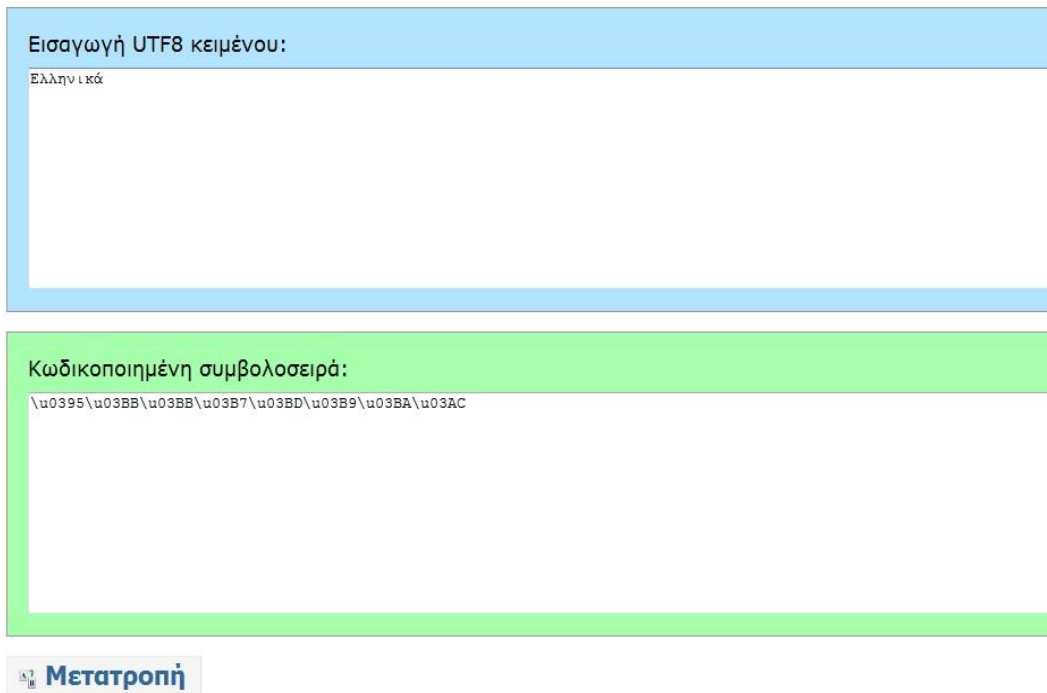 Εισαγωγή UTF8 κειμένου:
Ελληνικά
Κωδικοποιημένη συμβολοσειρά:
\u0395\u03BB\u03BB\u03B7\u03BD\u03B9\u03BA\u03AC
Μετατροπή